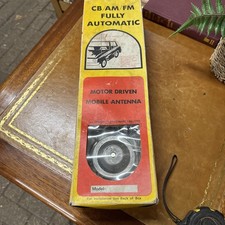 CB AM/FM
FULLY
AUTOMATIC
MOTOR DRIVEN
MOBILE ANTENNA
Model